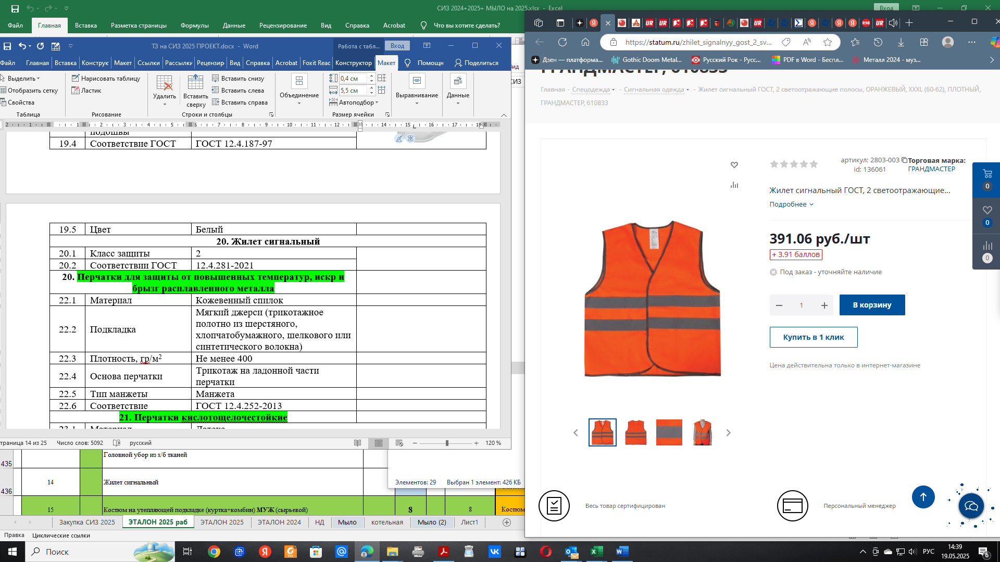 СИЗ 2024+2025+ МЫЛО на 2025.xlsx - Excel
Вход
Файл Главная Вставка Разметка страницы Формулы Данные Рецензирование Вид Справка Acrobat Что вы хотите сделать?
ТЗ на СИЗ 2025 ПРОЕКТ.docx - Word
Работа с табл...
Вход
Файл Главная Вставка Конструк Макет Ссылки Рассылки Рецензир Вид Справка Acrobat Foxit Reac Конструктор Макет Помощн Поделиться
Выделить
Отобразить сетку
Свойства
Таблица
Нарисовать таблицу
Ластик
Рисование
Удалить
Вставить сверху
Вставить снизу
Вставить слева
Вставить справа
Строки и столбцы
Объединение
0,4 см
5,5 см
Автоподбор
Размер ячейки
Выравнивание
Данные
подошвы
19.4 Соответствие ГОСТ ГОСТ 12.4.187-97
19.5 Цвет Белый
20. Жилет сигнальный
20.1 Класс защиты 2
20.2 Соответствии ГОСТ 12.4.281-2021
20. Перчатки для защиты от повышенных температур, искр и
брызг расплавленного металла
22.1 Материал Кожевенный спилок
22.2 Подкладка Мягкий джерси (трикотажное
полотно из шерстяного,
хлопчатобумажного, шелкового или
синтетического волокна)
22.3 Плотность, гр/м2 Не менее 400
22.4 Основа перчатки Трикотаж на ладонной части
перчатки
22.5 Тип манжеты Манжета
22.6 Соответствие ГОСТ 12.4.252-2013
21. Перчатки кислотощелочестойкие
23.1 Материал Латекс
траница 14 из 25 Число слов: 5092 русский 120 %
435 Головной убор из х/б тканей
436 14 Жилет сигнальный
15 Костюм на утепляющей подкладке (куртка+комбин) МУЖ (сырьевой) 8 8 Костюм
Элементов: 29 Выбран 1 элемент: 426 КБ
Закупка СИЗ 2025 ЭТАЛОН 2025 раб ЭТАЛОН 2025 ЭТАЛОН 2024 НД Мыло котельная Мыло (2) Лист1
Правка Циклические ссылки
https://statum.ru/zhilet_signalnyy_gost_2_sv...
Дзен — платформа... Gothic Doom Metal... Русский Рок - Русс... PDF в Word - Беспл... Металл 2024 - муз...
ГРАНДМАСТЕР, 610833
Главная - Спецодежда - Сигнальная одежда - Жилет сигнальный ГОСТ, 2 светоотражающие полосы, ОРАНЖЕВЫЙ, XXXL (60-62), ПЛОТНЫЙ,
ГРАНДМАСТЕР, 610833
артикул: 2803-003
id: 136061
Торговая марка:
ГРАНДМАСТЕР
Жилет сигнальный ГОСТ, 2 светоотражающие...
Подробнее
391.06 руб./шт
+ 3.91 баллов
Под заказ - уточняйте наличие
1
В корзину
Купить в 1 клик
Цена действительна только в интернет-магазине
0
0
0
Весь товар сертифицирован
Персональный менеджер
Поиск
РУС
14:39
19.05.2025
6